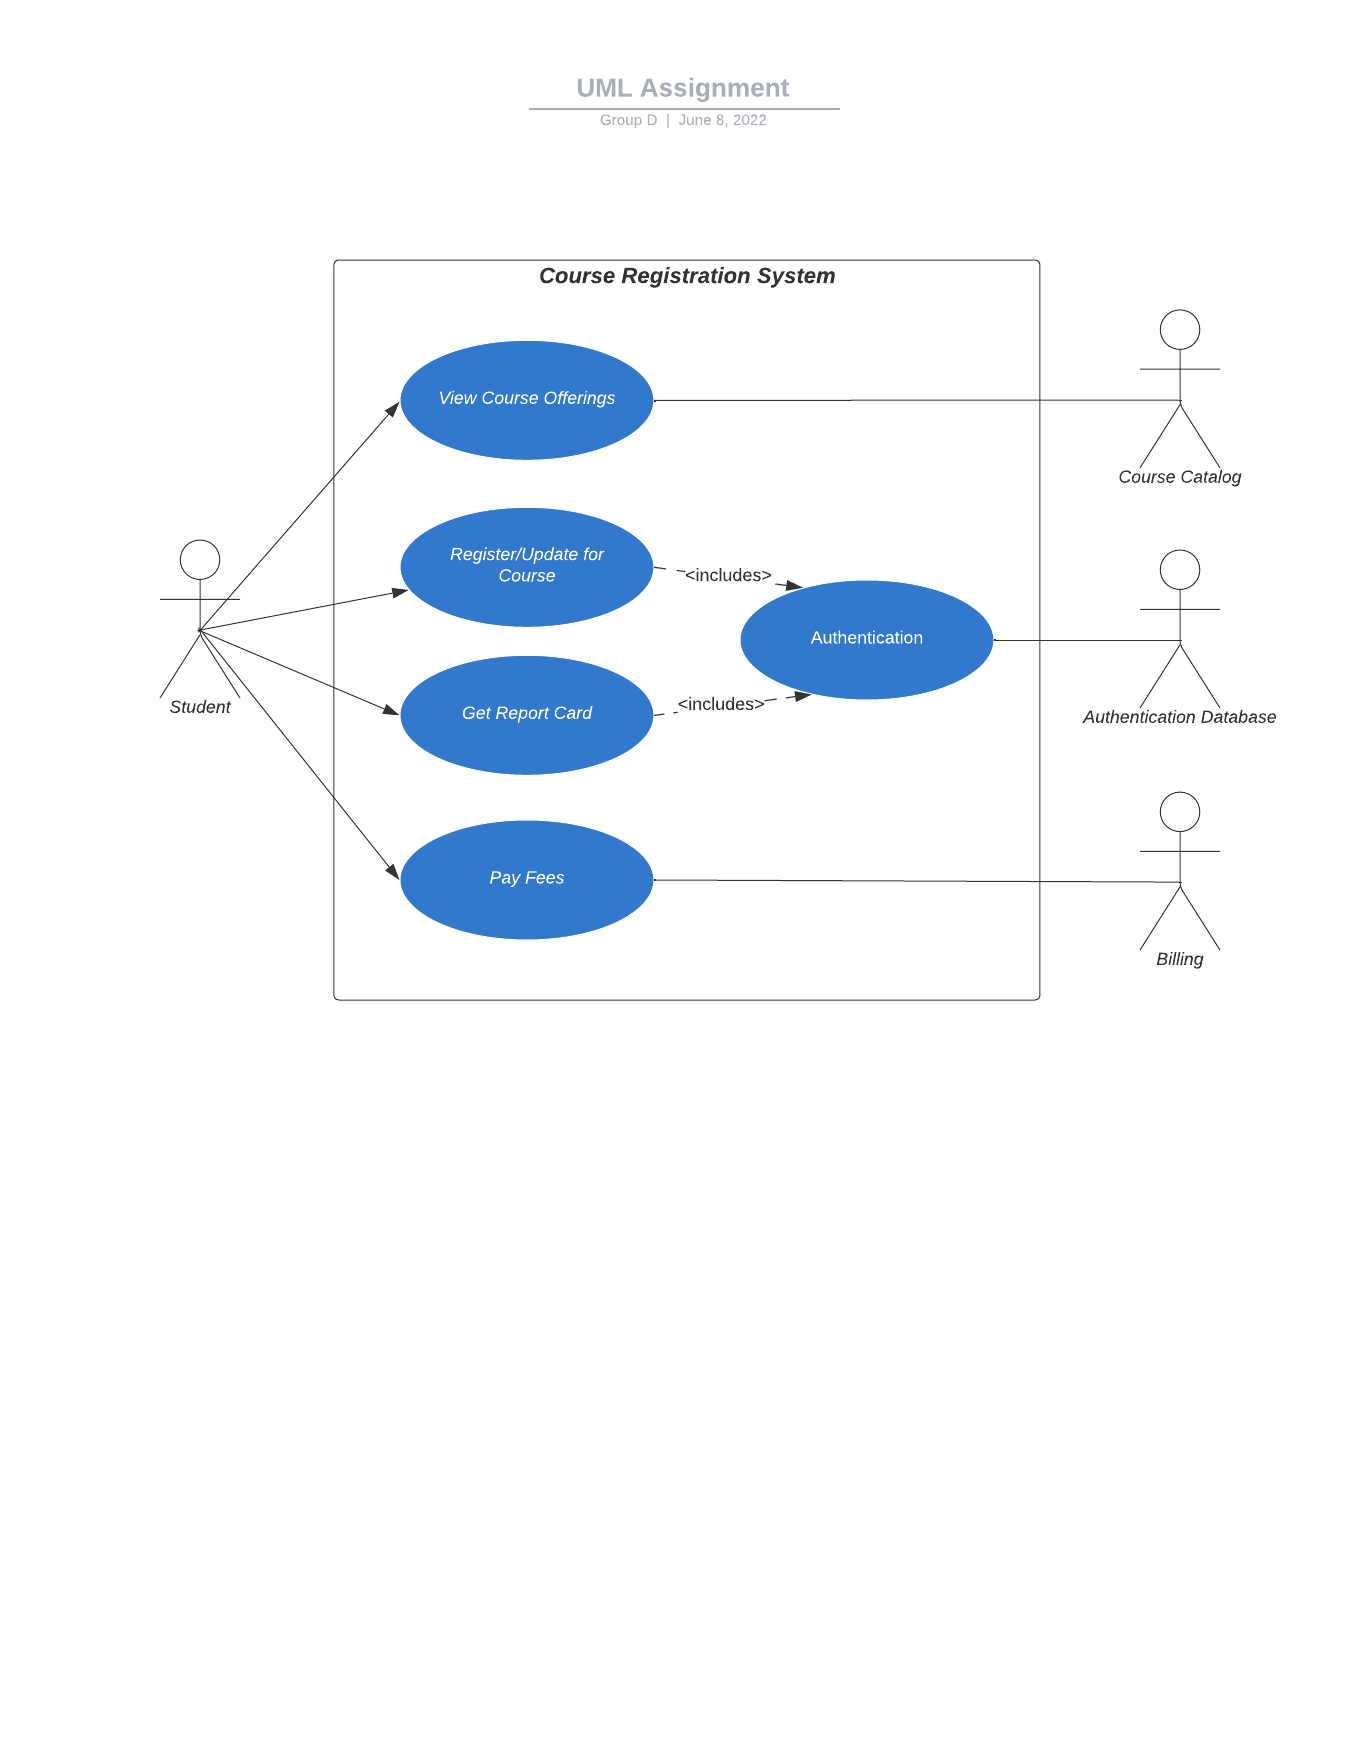 UML Assignment
Group D | June 8, 2022
Course Registration System
View Course Offerings
Course Catalog
Register/Update for
Course
<includes>
Authentication
Student
Get Report Card
<includes>
Authentication Database
Pay Fees
Billing